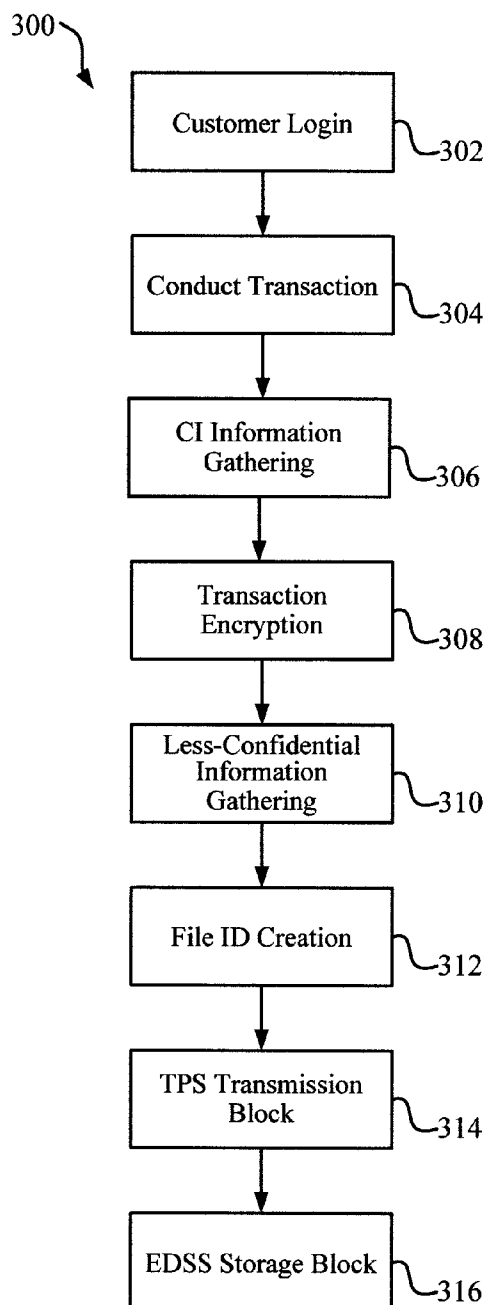 300
Customer Login
302
Conduct Transaction
304
CI Information
Gathering
306
Transaction
Encryption
308
Less-Confidential
Information
Gathering
310
File ID Creation
312
TPS Transmission
Block
314
EDSS Storage Block
316